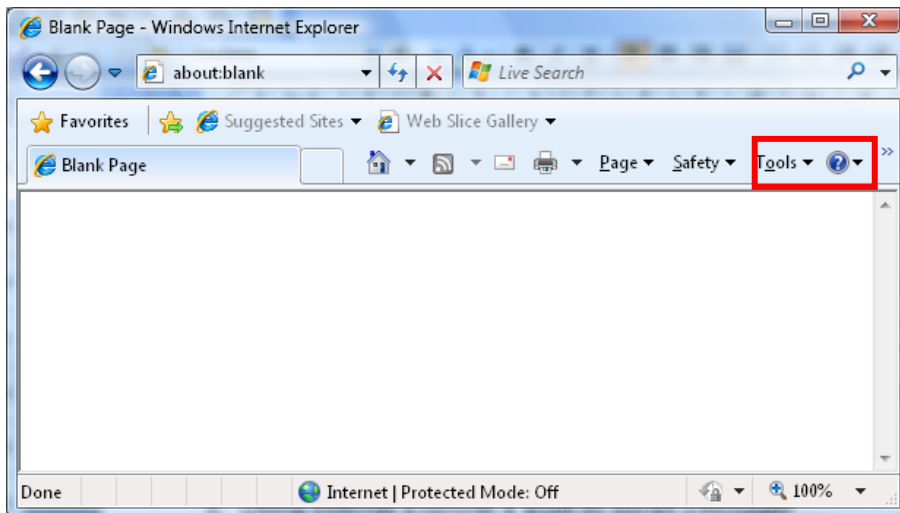 Blank Page - Windows Internet Explorer
about:blank
Live Search
Favorites Suggested Sites Web Slice Gallery
Blank Page Page Safety Tools
Done Internet | Protected Mode: Off 100%